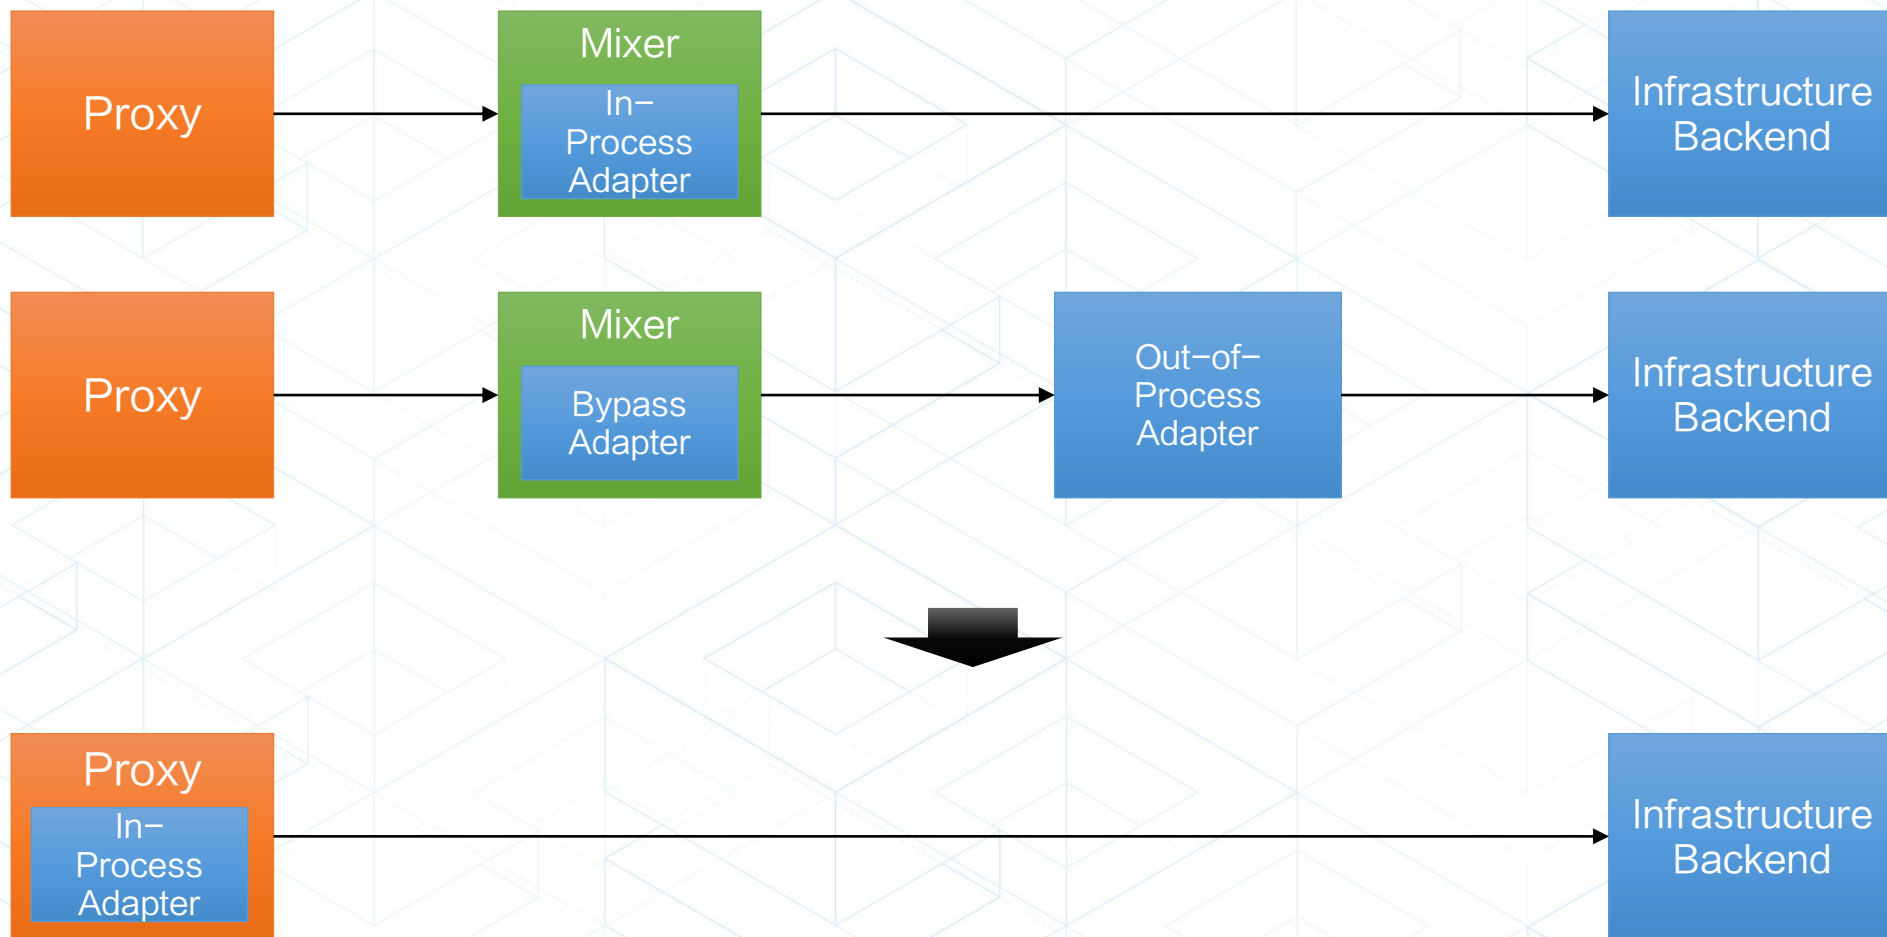 Proxy
Mixer
In-
Process
Adapter
Infrastructure
Backend
Proxy
Mixer
Bypass
Adapter
Out-of-
Process
Adapter
Infrastructure
Backend
Proxy
In-
Process
Adapter
Infrastructure
Backend